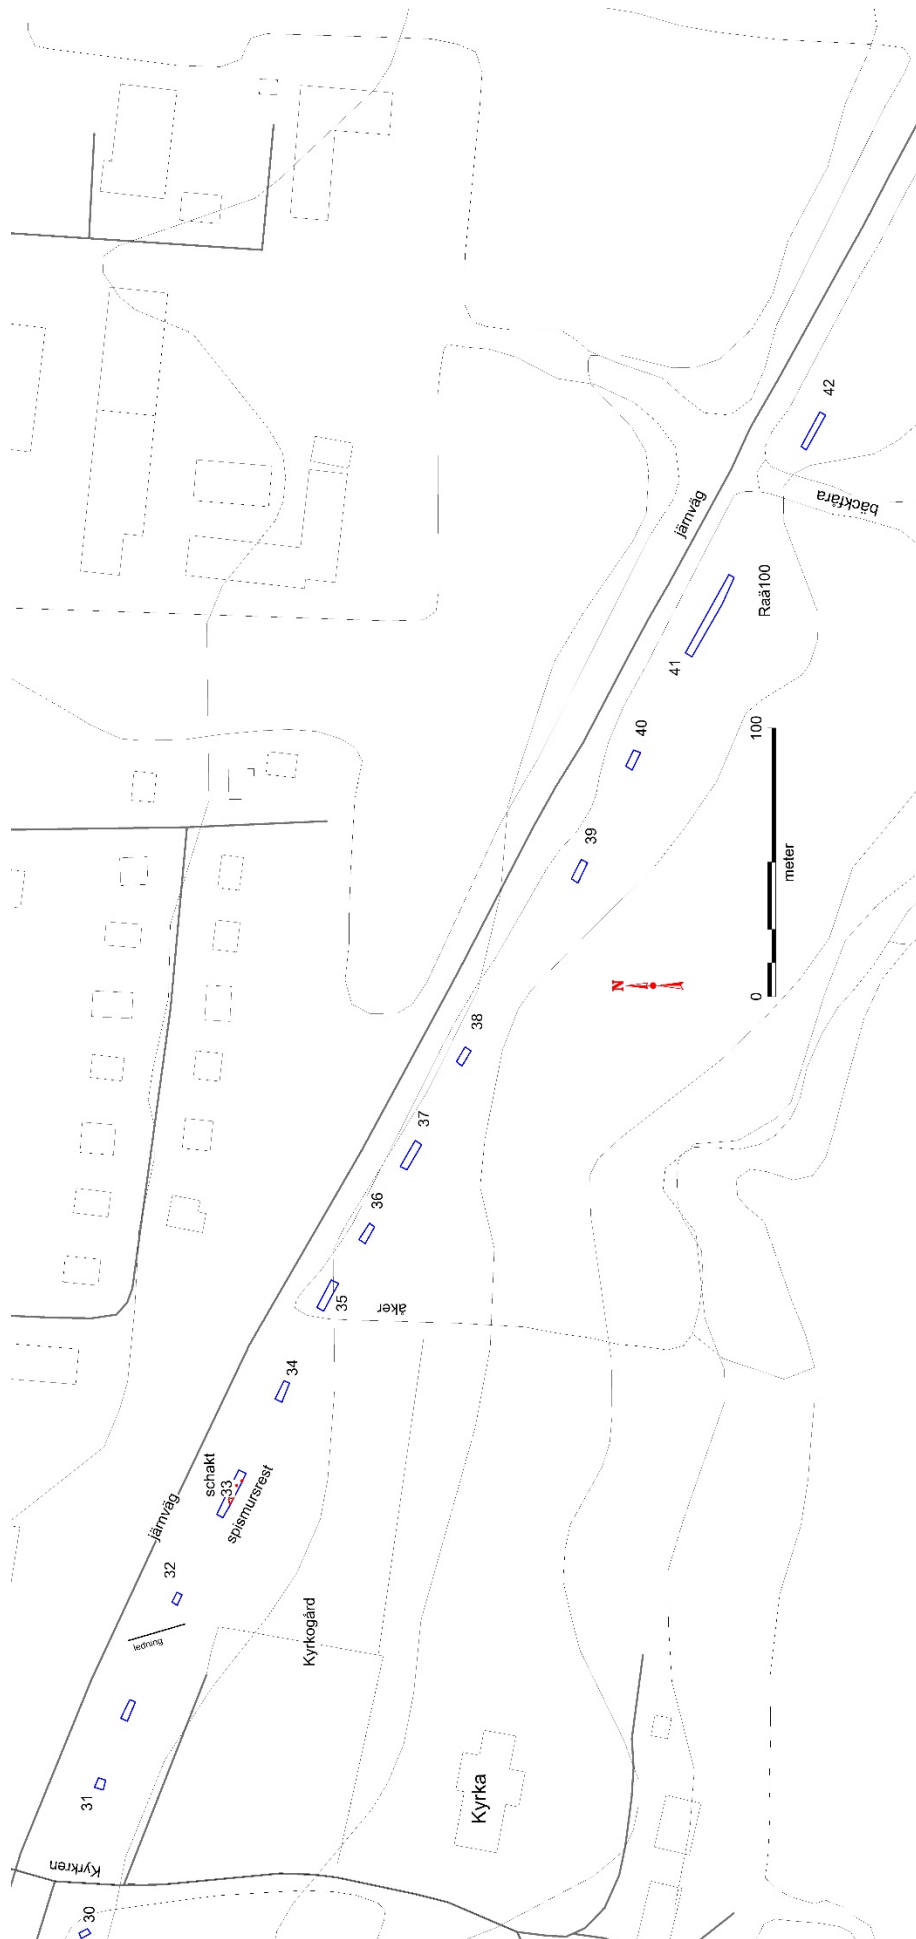 30
Kyrkren
31
ledning
32
järnväg
schakt
33
spismursrest
Kyrkogård
Kyrka
34
35
åker
36
37
38
N
39
40
0
100
meter
41
Raä100
järnväg
bäckfåra
42